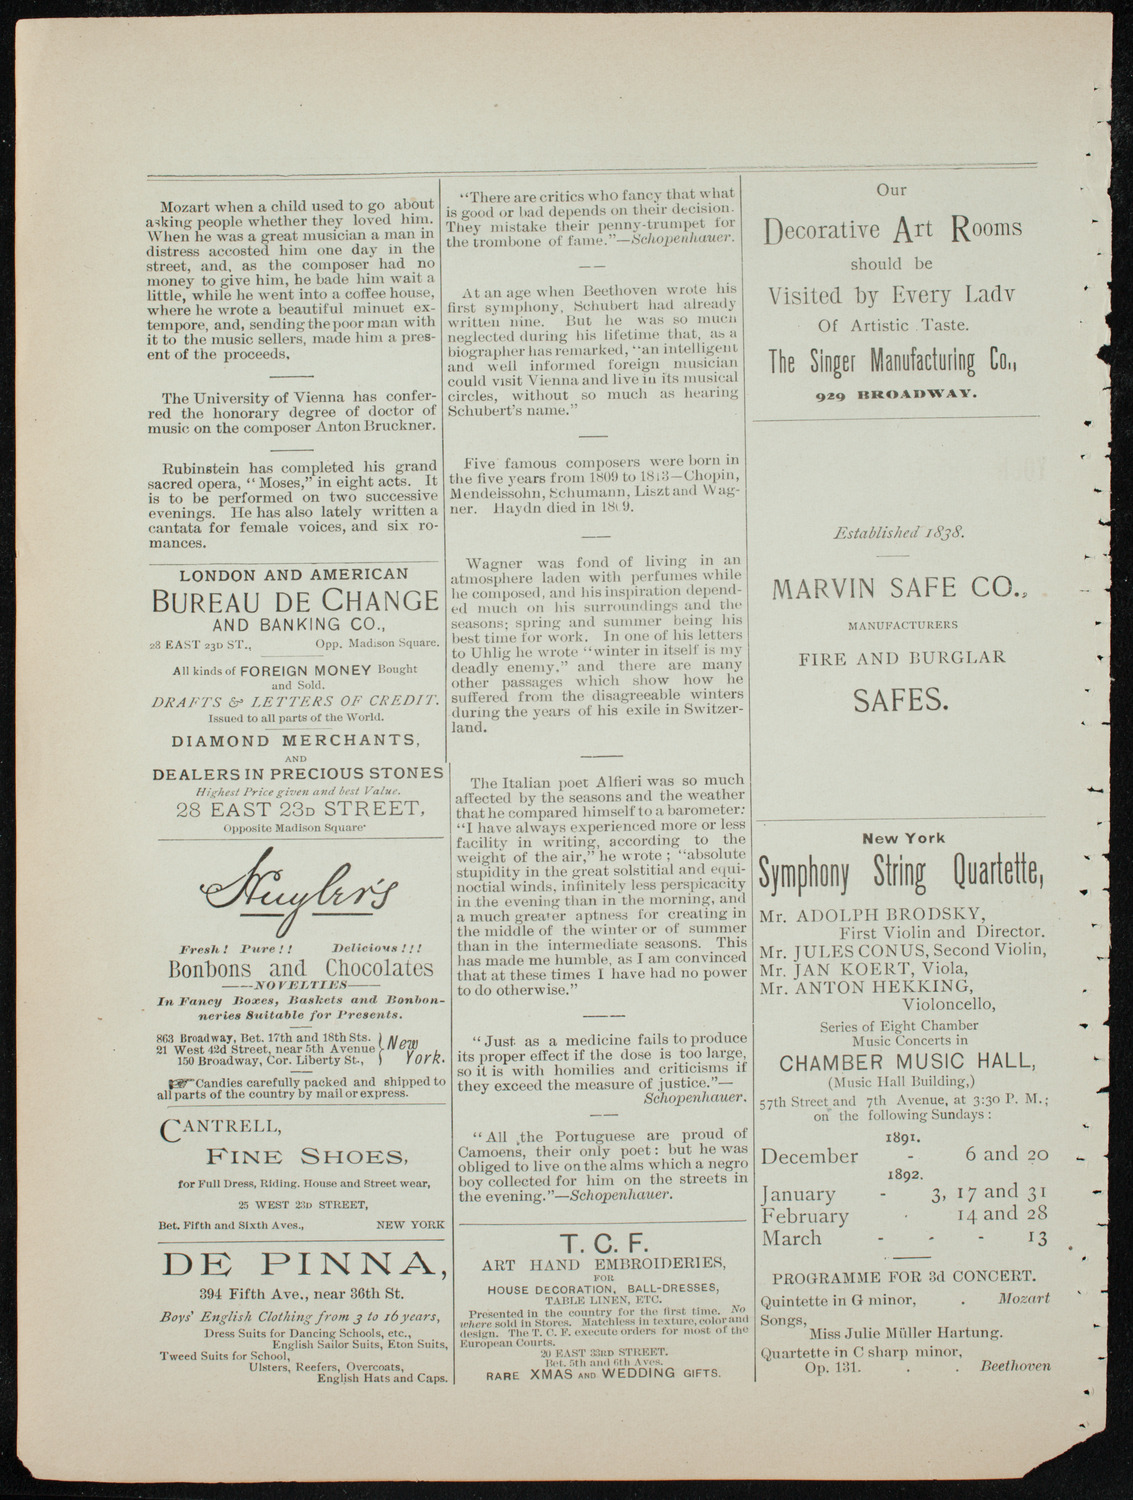 Mozart when a child used to go about
asking people whether they loved him.
When he was a great musician a man in
distress accosted him one day in the
street, and, as the composer had no
money to give him, he bade him wait a
little, while he went into a coffee house,
where he wrote a beautiful minuet ex-
tempore, and, sending the poor man with
it to the music sellers, made him a pres-
ent of the proceeds.
The University of Vienna has confer-
red the honorary degree of doctor of
music on the composer Anton Bruckner.
Rubinstein has completed his grand
sacred opera, "Moses," in eight acts. It
is to be performed on two successive
evenings. He has also lately written a
cantata for female voices, and six ro-
mances.
LONDON AND AMERICAN
BUREAU DE CHANGE
AND BANKING CO.,
28 EAST 23D ST., Opp. Madison Square.
All kinds of FOREIGN MONEY Bought
and Sold.
DRAFTS & LETTERS OF CREDIT.
Issued to all parts of the World.
DIAMOND MERCHANTS,
AND
DEALERS IN PRECIOUS STONES
Highest Price given and best Value.
28 EAST 23D STREET,
Opposite Madison Square
Huyler's
Fresh! Pure!! Delicious!!!
Bonbons and Chocolates
NOVELTIES
In Fancy Boxes, Baskets and Bonbon-
neries Suitable for Presents.
863 Broadway, Bet. 17th and 18th Sts.
21 West 42d Street, near 5th Avenue
150 Broadway, Cor. Liberty St.,
New York.
Candies carefully packed and shipped to
all parts of the country by mail or express.
CANTRELL,
FINE SHOES,
for Full Dress, Riding, House and Street wear,
25 WEST 23D STREET,
Bet. Fifth and Sixth Aves., NEW YORK
DE PINNA,
394 Fifth Ave., near 36th St.
Boys' English Clothing from 3 to 16 years,
Dress Suits for Dancing Schools, etc.,
English Sailor Suits, Eton Suits,
Tweed Suits for School,
Ulsters, Reefers, Overcoats,
English Hats and Caps.
"There are critics who fancy that what
is good or bad depends on their decision.
They mistake their penny-trumpet for
the trombone of fame."—Schopenhauer.
At an age when Beethoven wrote his
first symphony, Schubert had already
written nine. But he was so much
neglected during his lifetime that, as a
biographer has remarked, "an intelligent
and well informed foreign musician
could visit Vienna and live in its musical
circles, without so much as hearing
Schubert's name."
Five famous composers were born in
the five years from 1809 to 1813—Chopin,
Mendelssohn, Schumann, Liszt and Wag-
ner. Haydn died in 1809.
Wagner was fond of living in an
atmosphere laden with perfumes while
he composed, and his inspiration depend-
ed much on his surroundings and the
seasons; spring and summer being his
best time for work. In one of his letters
to Uhlig he wrote "winter in itself is my
deadly enemy," and there are many
other passages which show how he
suffered from the disagreeable winters
during the years of his exile in Switzer-
land.
The Italian poet Alfieri was so much
affected by the seasons and the weather
that he compared himself to a barometer:
"I have always experienced more or less
facility in writing, according to the
weight of the air," he wrote; "absolute
stupidity in the great solstitial and equi-
noctial winds, infinitely less perspicacity
in the evening than in the morning, and
a much greater aptness for creating in
the middle of the winter or of summer
than in the intermediate seasons. This
has made me humble, as I am convinced
that at these times I have had no power
to do otherwise."
"Just as a medicine fails to produce
its proper effect if the dose is too large,
so it is with homilies and criticisms if
they exceed the measure of justice."—
Schopenhauer.
"All the Portuguese are proud of
Camoens, their only poet: but he was
obliged to live on the alms which a negro
boy collected for him on the streets in
the evening."—Schopenhauer.
T. C. F.
ART HAND EMBROIDERIES,
FOR
HOUSE DECORATION, BALL-DRESSES,
TABLE LINEN, ETC.
Presented in the country for the first time. No
where sold in Stores. Matchless in texture, color and
design. The T. C. F. execute orders for most of the
European Courts.
20 EAST 33RD STREET.
Bet. 5th and 6th Aves.
RARE XMAS AND WEDDING GIFTS.
Our
Decorative Art Rooms
should be
Visited by Every Lady
Of Artistic Taste.
The Singer Manufacturing Co.,
929 BROADWAY.
Established 1838.
MARVIN SAFE CO.,
MANUFACTURERS
FIRE AND BURGLAR
SAFES.
New York
Symphony String Quartette,
Mr. ADOLPH BRODSKY,
First Violin and Director.
Mr. JULES CONUS, Second Violin,
Mr. JAN KOERT, Viola,
Mr. ANTON HEKKING,
Violoncello,
Series of Eight Chamber
Music Concerts in
CHAMBER MUSIC HALL,
(Music Hall Building,)
57th Street and 7th Avenue, at 3:30 P. M.;
on the following Sundays:
1891.
December - 6 and 20
1892.
January - 3, 17 and 31
February . 14 and 28
March - - - 13
PROGRAMME FOR 3d CONCERT.
Quintette in G minor, . Mozart
Songs,
Miss Julie Müller Hartung.
Quartette in C sharp minor,
Op. 131. . . Beethoven